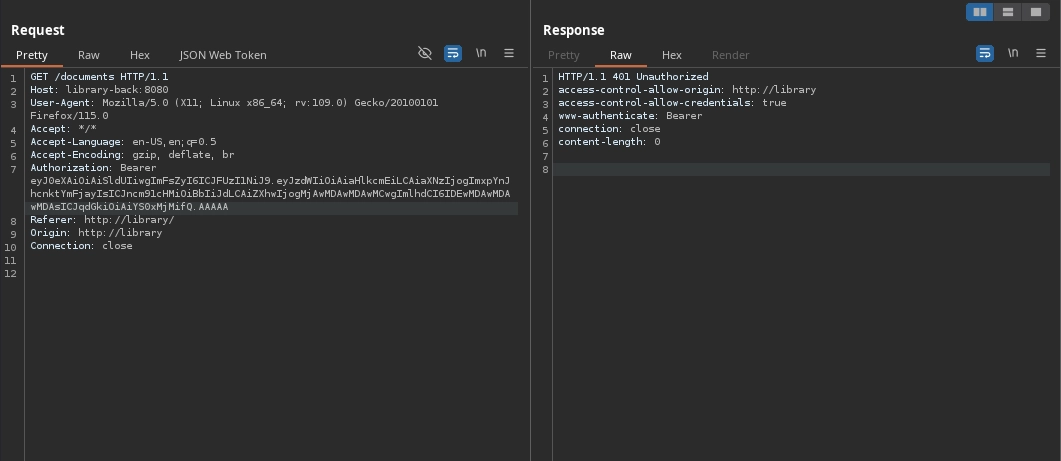 Request
Pretty Raw Hex JSON Web Token \n
1 GET /documents HTTP/1.1
2 Host: library-back:8080
3 User-Agent: Mozilla/5.0 (X11; Linux x86_64; rv:109.0) Gecko/20100101
Firefox/115.0
4 Accept: */*
5 Accept-Language: en-US,en;q=0.5
6 Accept-Encoding: gzip, deflate, br
7 Authorization: Bearer
eyJ0eXAiOiAiSldUIiwgImFsZyI6ICJFUzI1NiJ9.eyJzdWIiOiAiaHlkcmEiLCAiaXNzIjogImxpYnJ
hcnktYmFjayIsICJncm91cHMiOiBbIiJdLCAiZXhwIjogMjAwMDAwMDAwMCwgImlhdCI6IDEwMDAwMDA
wMDAsICJqdGkiOiAiYS0xMjMifQ.AAAAA
8 Referer: http://library/
9 Origin: http://library
10 Connection: close
11
12
Response
Pretty Raw Hex Render \n
1 HTTP/1.1 401 Unauthorized
2 access-control-allow-origin: http://library
3 access-control-allow-credentials: true
4 www-authenticate: Bearer
5 connection: close
6 content-length: 0
7
8